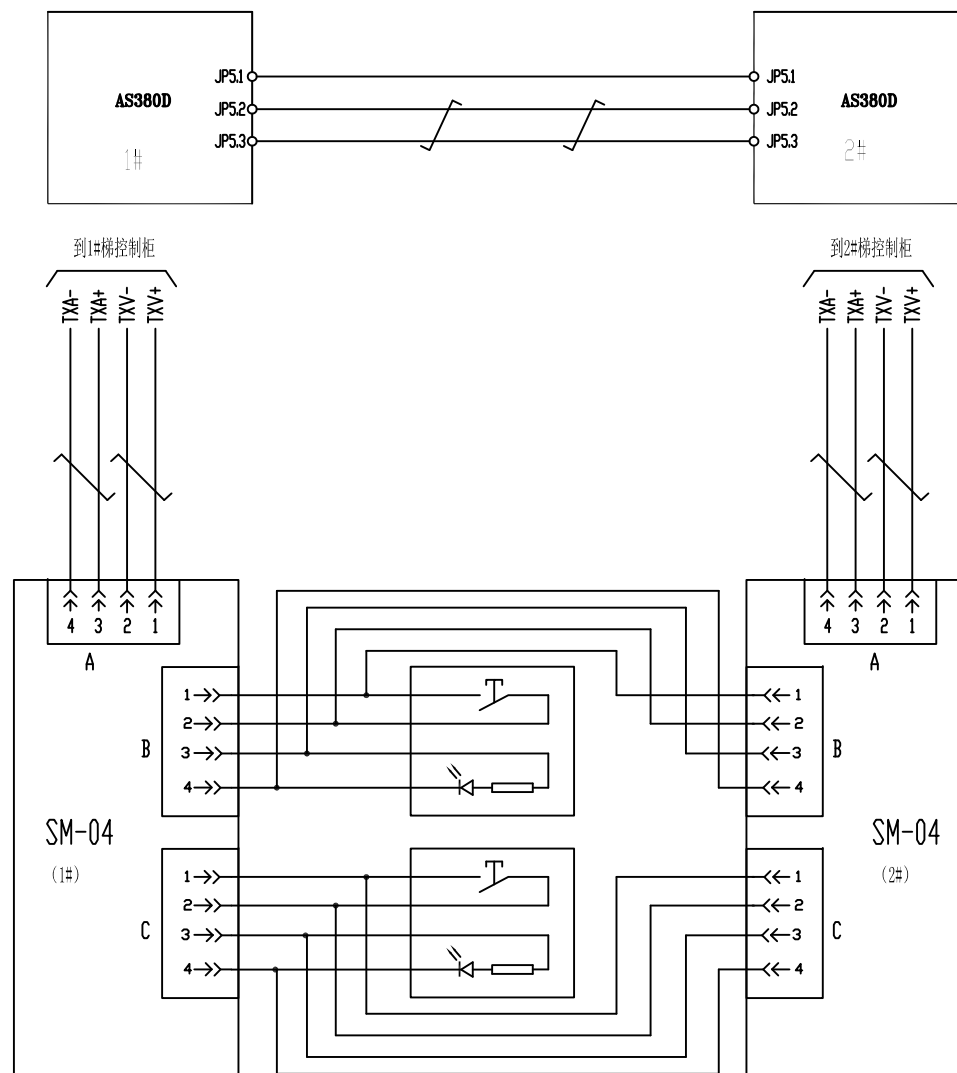 JP5.1 JP5.1
AS380D AS380D
JP5.2 JP5.2
JP5.3 JP5.3
1# 2#
到1#梯控制柜 到2#梯控制柜
TXA- TXA+ TXV- TXV+ TXA- TXA+ TXV- TXV+
4 3 2 1 4 3 2 1
A A
1 1
2 2
B B
3 3
4 4
SM-04 SM-04
(1#) (2#)
1 1
2 2
C C
3 3
4 4